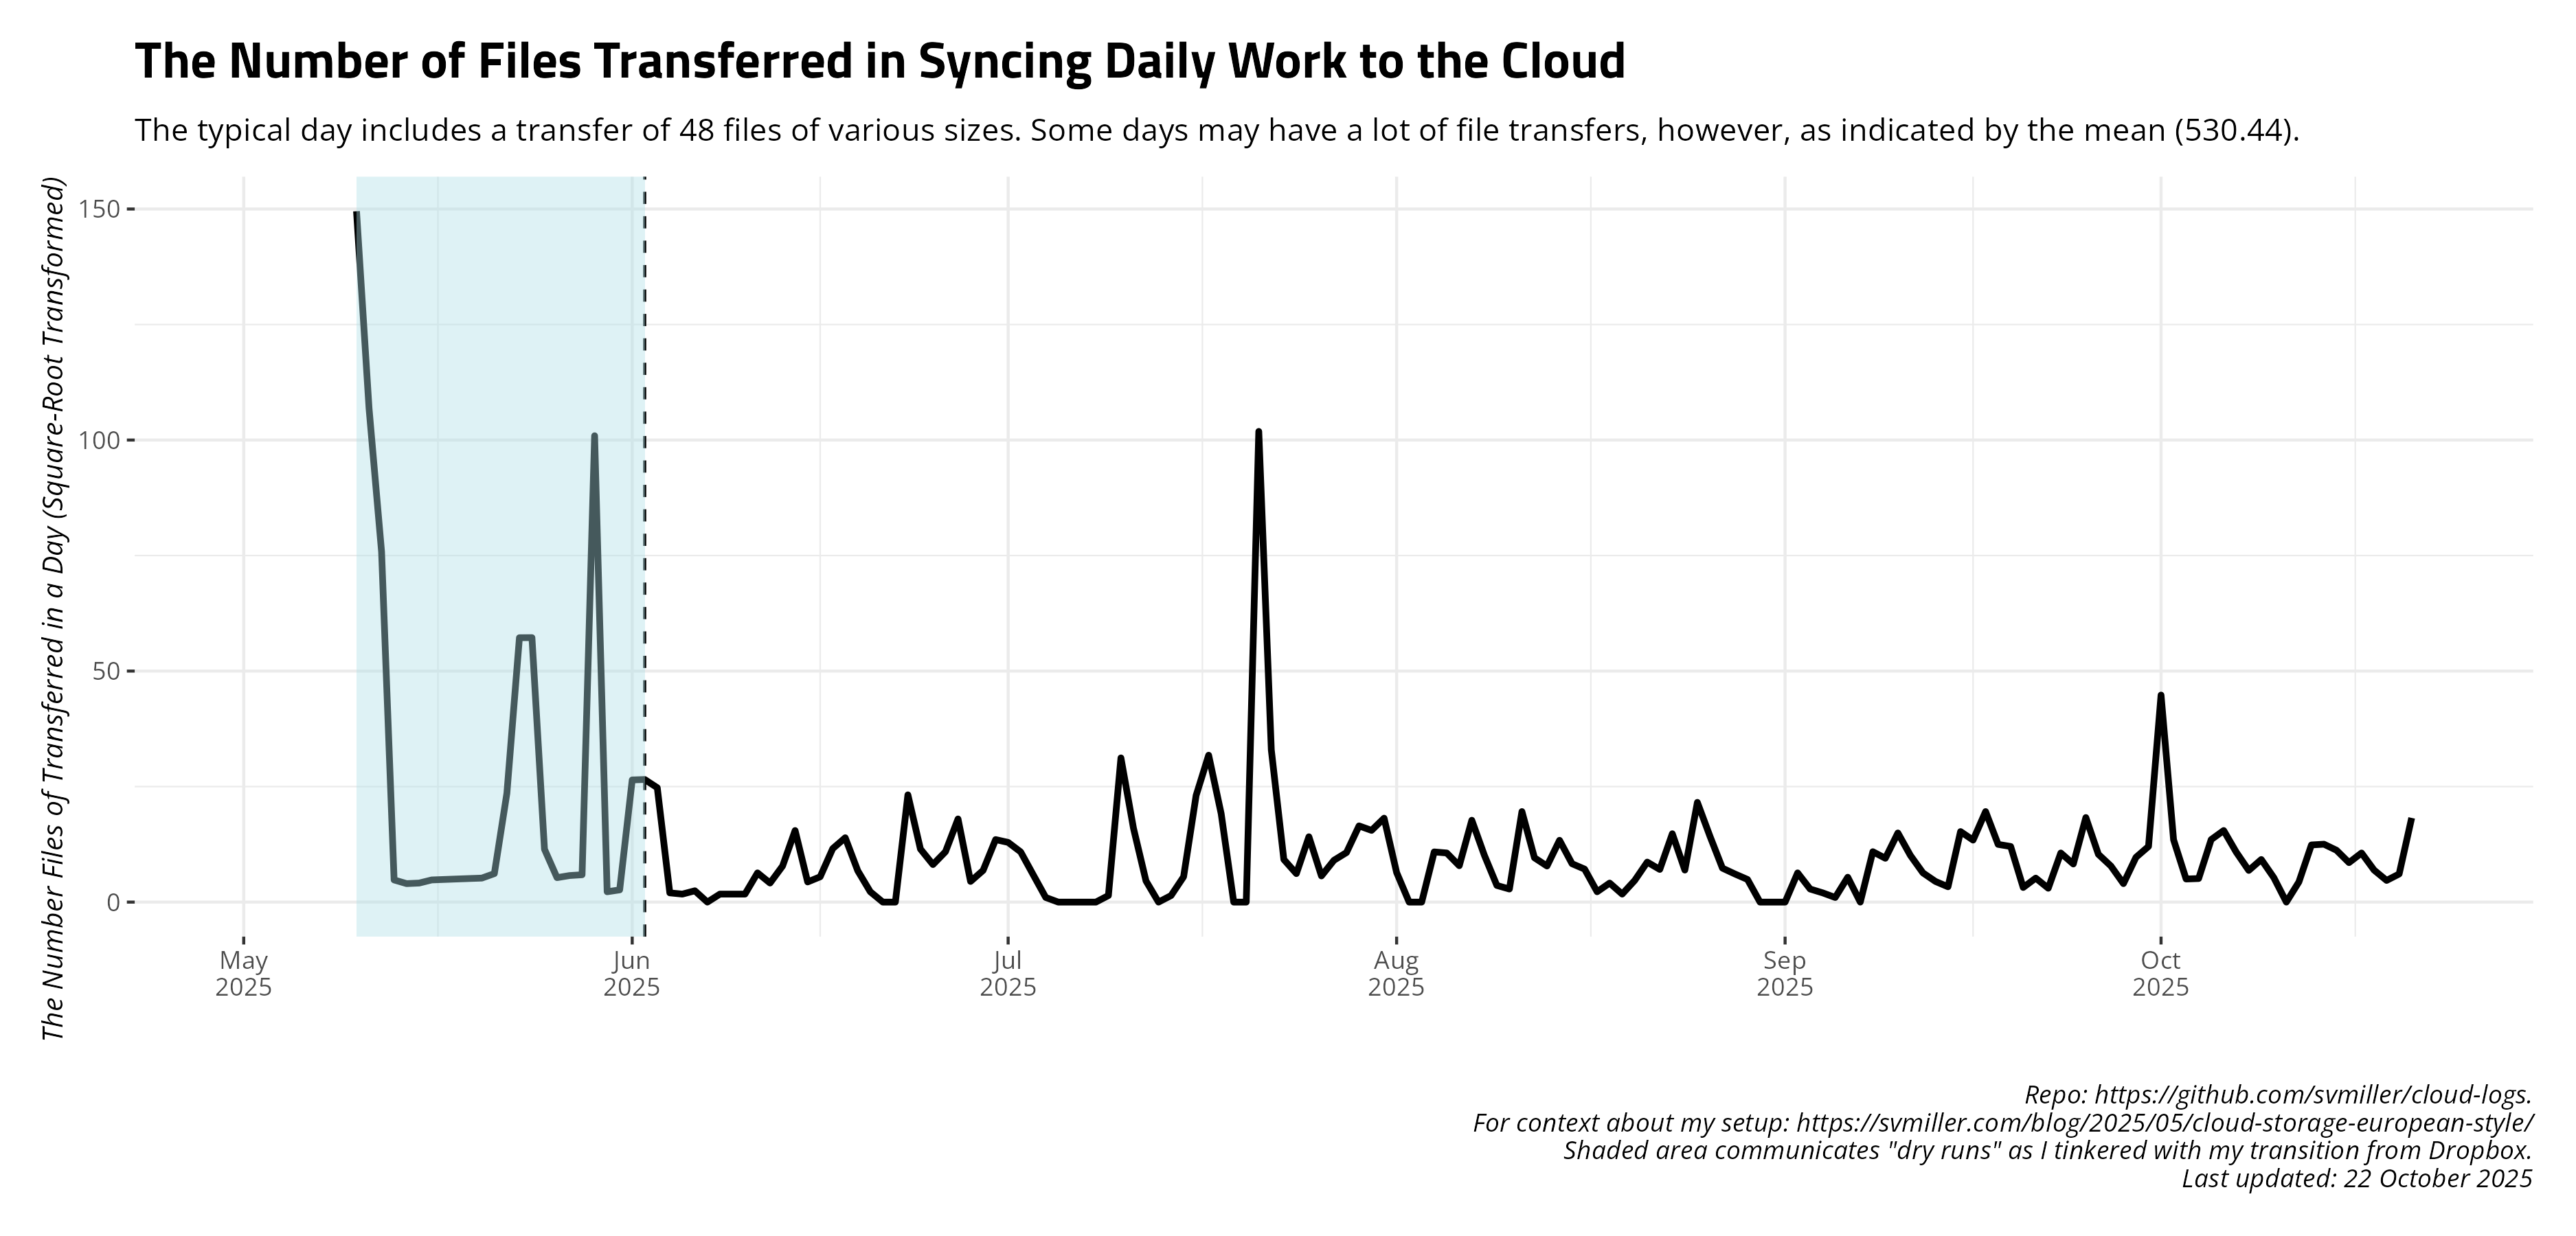 The Number of Files Transferred in Syncing Daily Work to the Cloud
The typical day includes a transfer of 48 files of various sizes. Some days may have a lot of file transfers, however, as indicated by the mean (530.44).
The Number Files of Transferred in a Day (Square-Root Transformed)
150
100
50
0
May
2025
Jun
2025
Jul
2025
Aug
2025
Sep
2025
Oct
2025
Repo: https://github.com/svmiller/cloud-logs.
For context about my setup: https://svmiller.com/blog/2025/05/cloud-storage-european-style/
Shaded area communicates "dry runs" as I tinkered with my transition from Dropbox.
Last updated: 22 October 2025